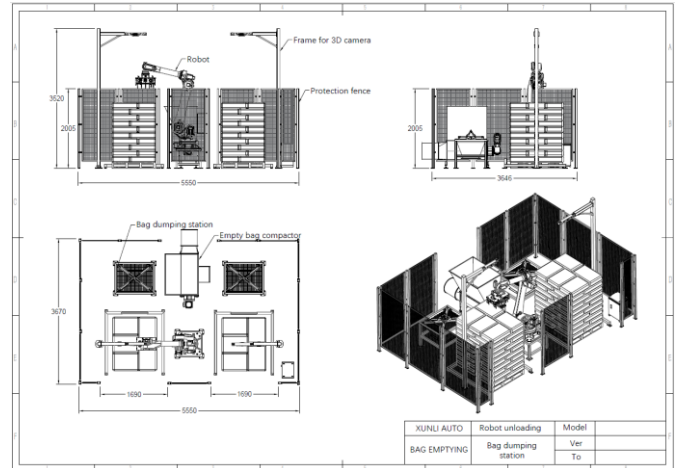 Frame for 3D camera
Robot
Protection fence
3620
2005
5550
2005
3646
Bag dumping station
Empty bag compactor
3670
1690
1690
5550
XUNLI AUTO
Robot unloading
Model
BAG EMPTYING
Bag dumping
station
Ver
To